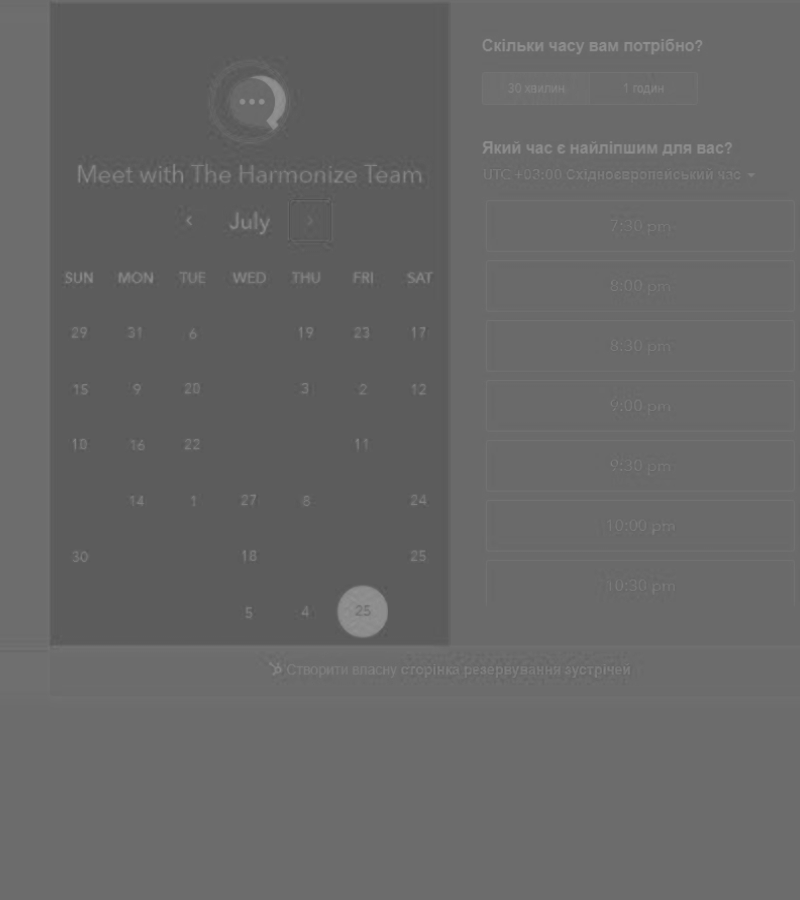 Meet with The Harmonize Team
July
SUN MON TUE WED THU FRI SAT
29 31 6 19 23 17
15 9 20 3 2 12
10 16 22 11
14 1 27 8 24
30 18 25
5 4 25
Скільки часу вам потрібно?
30 хвилин 1 годин
Який час є найліпшим для вас?
UTC +03:00 Східноєвропейський час
7:30 pm
8:00 pm
8:30 pm
9:00 pm
9:30 pm
10:00 pm
10:30 pm
Створити власну сторінка резервування зустрічей